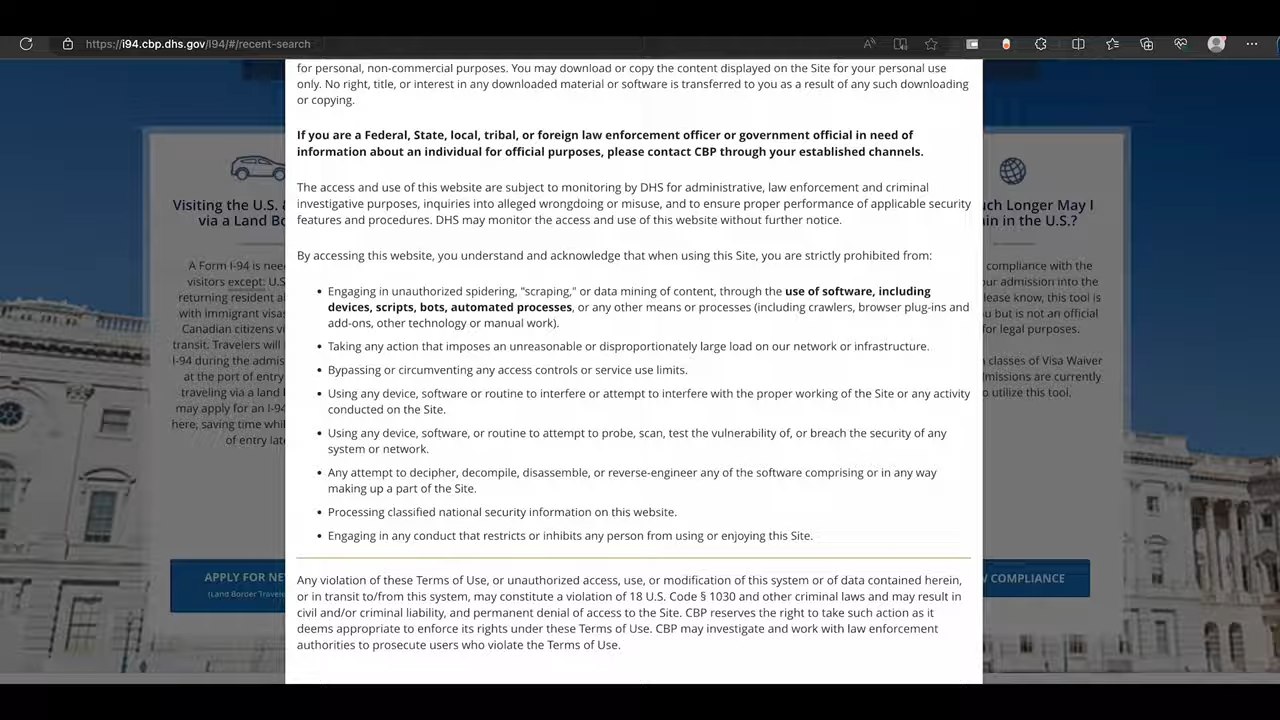 https://i94.cbp.dhs.gov/I94/#/recent-search
for personal, non-commercial purposes. You may download or copy the content displayed on the Site for your personal use
only. No right, title, or interest in any downloaded material or software is transferred to you as a result of any such downloading
or copying.
If you are a Federal, State, local, tribal, or foreign law enforcement officer or government official in need of
information about an individual for official purposes, please contact CBP through your established channels.
The access and use of this website are subject to monitoring by DHS for administrative, law enforcement and criminal
investigative purposes, inquiries into alleged wrongdoing or misuse, and to ensure proper performance of applicable security
features and procedures. DHS may monitor the access and use of this website without further notice.
By accessing this website, you understand and acknowledge that when using this Site, you are strictly prohibited from:
• Engaging in unauthorized spidering, "scraping," or data mining of content, through the use of software, including
devices, scripts, bots, automated processes, or any other means or processes (including crawlers, browser plug-ins and
add-ons, other technology or manual work).
• Taking any action that imposes an unreasonable or disproportionately large load on our network or infrastructure.
• Bypassing or circumventing any access controls or service use limits.
• Using any device, software or routine to interfere or attempt to interfere with the proper working of the Site or any activity
conducted on the Site.
• Using any device, software, or routine to attempt to probe, scan, test the vulnerability of, or breach the security of any
system or network.
• Any attempt to decipher, decompile, disassemble, or reverse-engineer any of the software comprising or in any way
making up a part of the Site.
• Processing classified national security information on this website.
• Engaging in any conduct that restricts or inhibits any person from using or enjoying this Site.
Any violation of these Terms of Use, or unauthorized access, use, or modification of this system or of data contained herein,
or in transit to/from this system, may constitute a violation of 18 U.S. Code § 1030 and other criminal laws and may result in
civil and/or criminal liability, and permanent denial of access to the Site. CBP reserves the right to take such action as it
deems appropriate to enforce its rights under these Terms of Use. CBP may investigate and work with law enforcement
authorities to prosecute users who violate the Terms of Use.
Visiting the U.S. &
via a Land Bo
A Form I-94 is nee
visitors except: U.S
returning resident a
with immigrant visas
Canadian citizens vi
transit. Travelers will
I-94 during the admis
at the port of entry
traveling via a land
may apply for an I-94
here, saving time whi
of entry late
APPLY FOR NE
(Land Border Travele
uch Longer May I
ain in the U.S.?
compliance with the
our admission into the
lease know, this tool is
u but is not an official
for legal purposes.
classes of Visa Waiver
dmissions are currently
o utilize this tool.
W COMPLIANCE